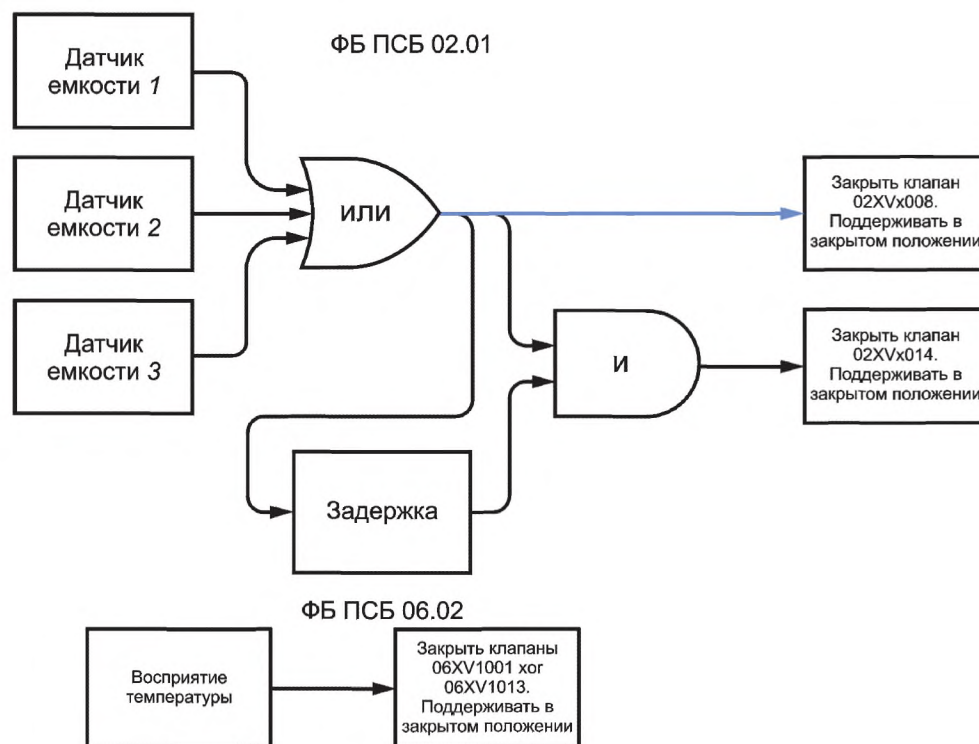 ФБ ПСБ 02.01
Датчик
емкости 1
Датчик
емкости 2
Датчик
емкости 3
или
Закрыть клапан
02XVx008.
Поддерживать в
закрытом положении
и
Закрыть клапан
02XVx014.
Поддерживать в
закрытом положении
Задержка
ФБ ПСБ 06.02
Восприятие
температуры
Закрыть клапаны
06XV1001 xor
06XV1013.
Поддерживать в
закрытом положении